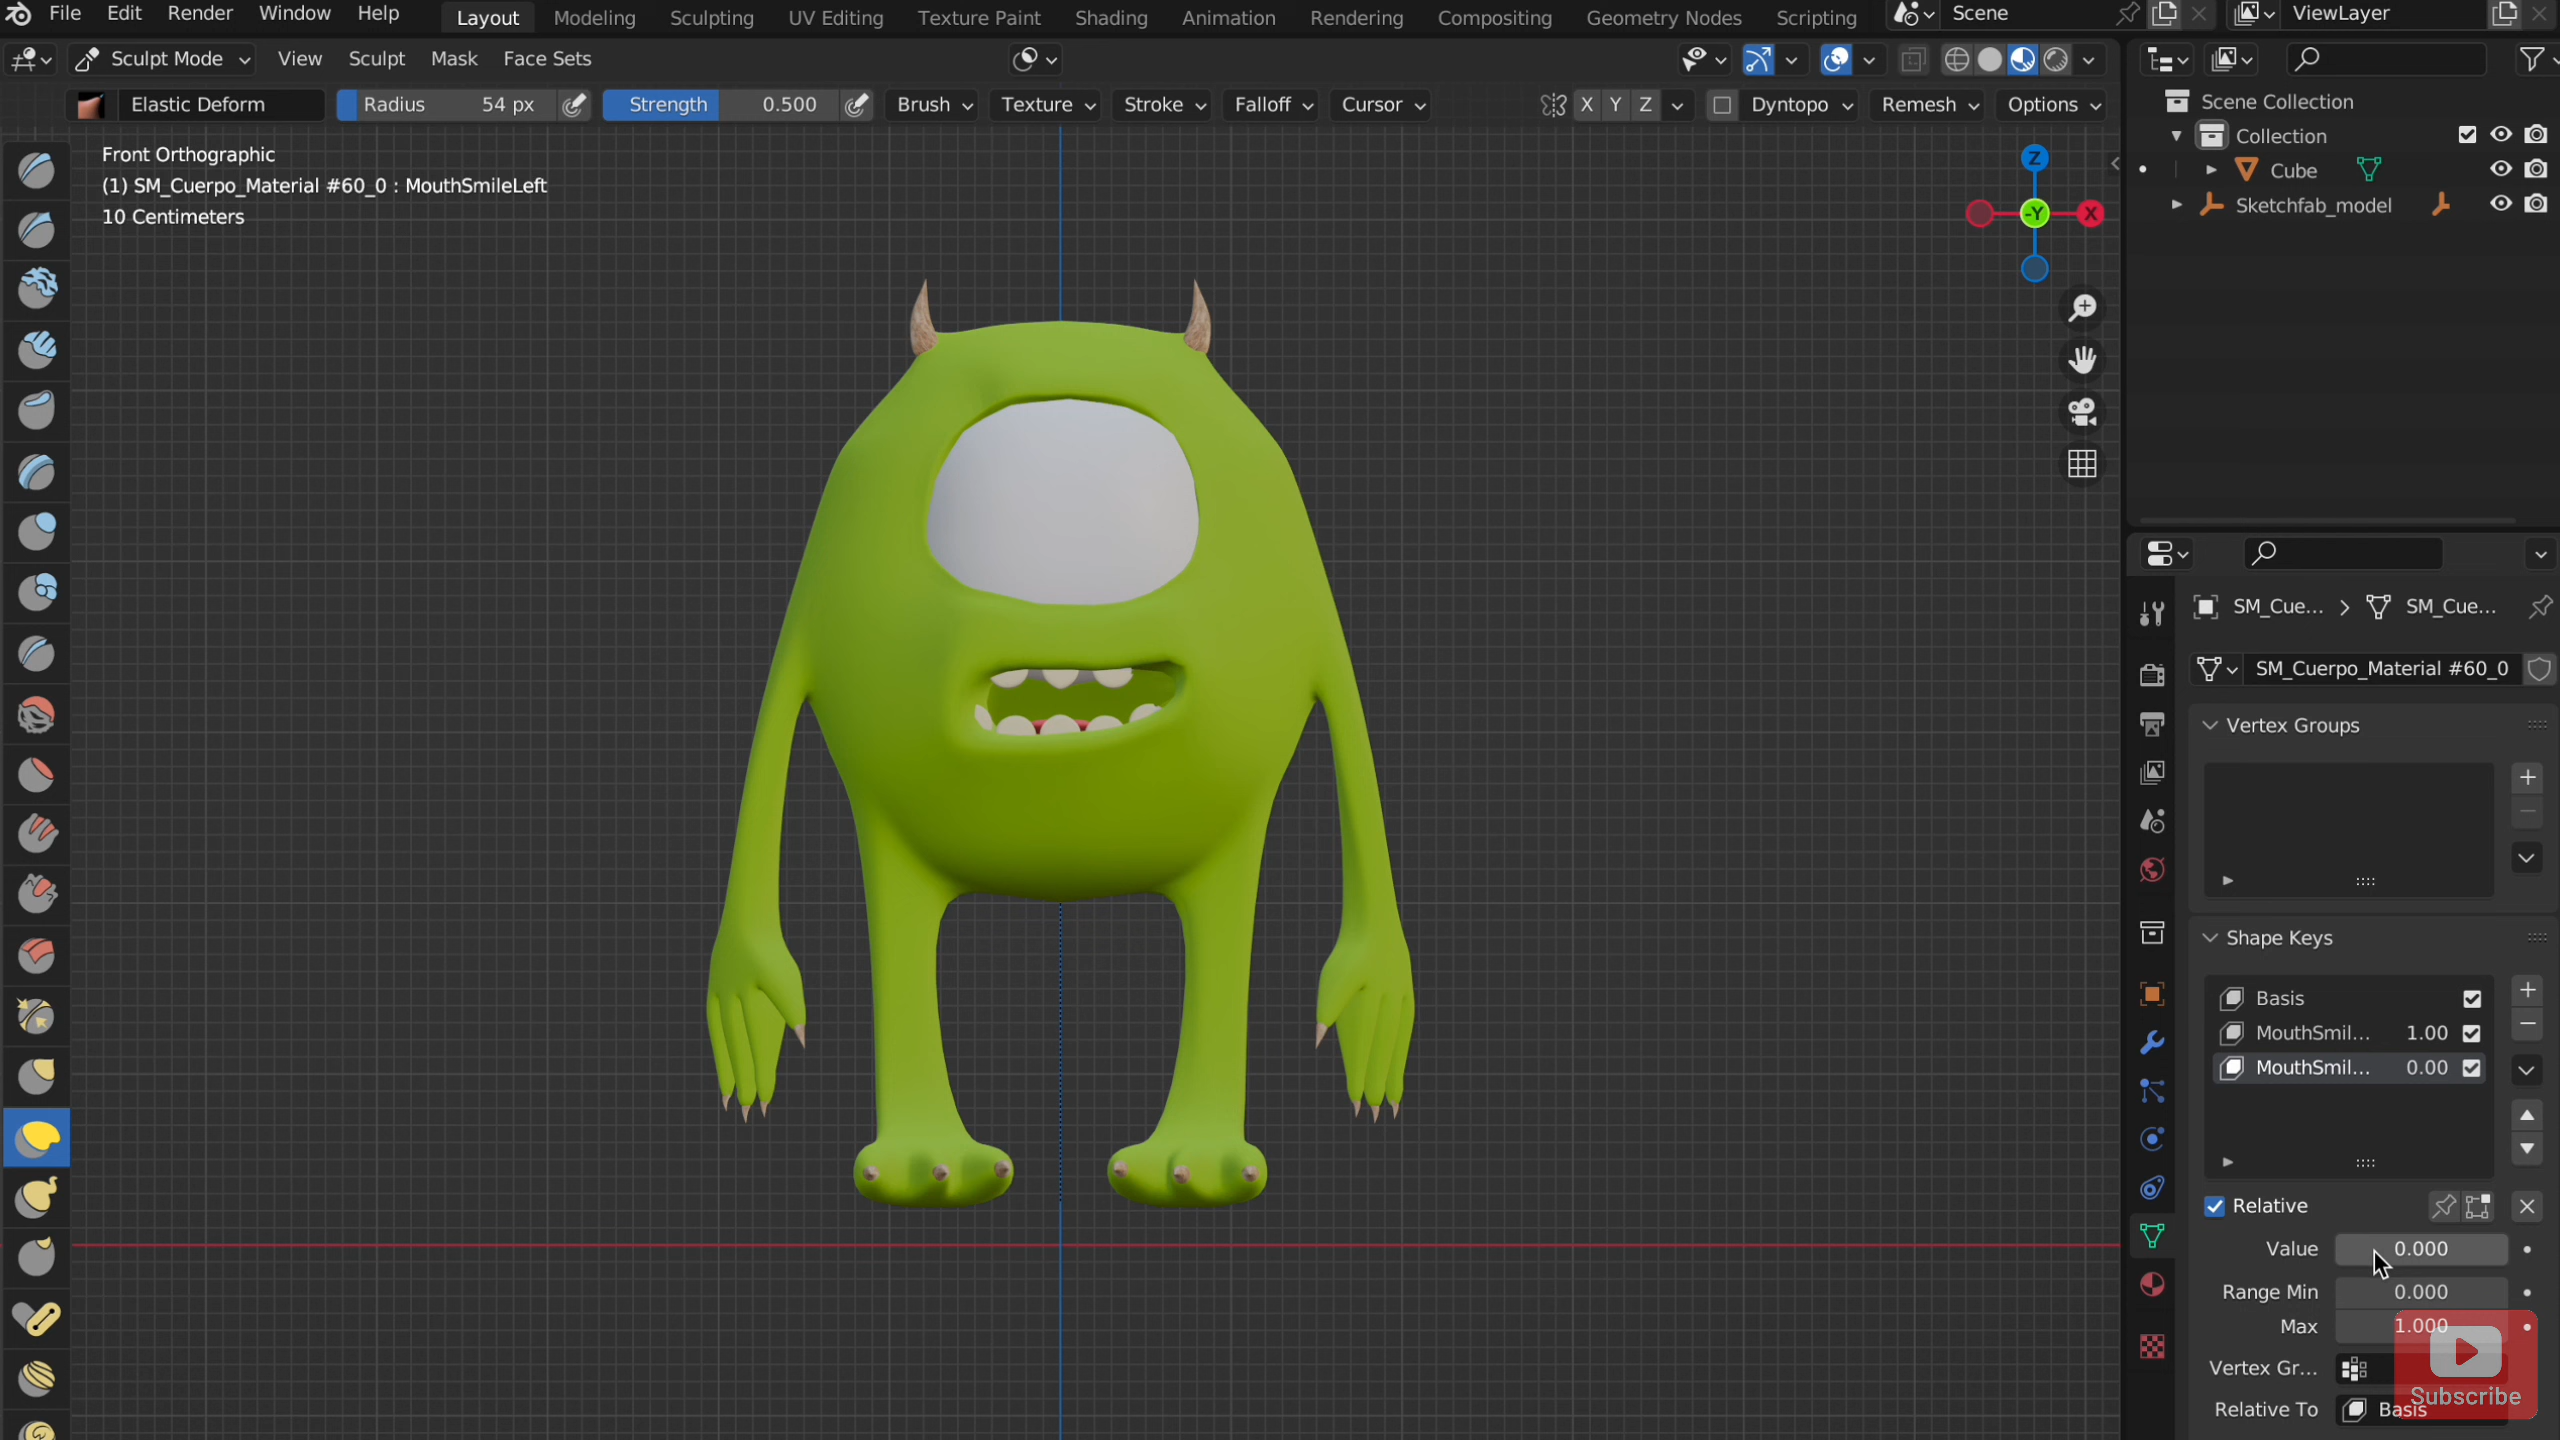 File Edit Render Window Help Layout Modeling Sculpting UV Editing Texture Paint Shading Animation Rendering Compositing Geometry Nodes Scripting Scene ViewLayer
Sculpt Mode View Sculpt Mask Face Sets
Elastic Deform Radius 54 px Strength 0.500 Brush Texture Stroke Falloff Cursor X Y Z Dyntopo Remesh Options
Front Orthographic
(1) SM_Cuerpo_Material #60_0 : MouthSmileLeft
10 Centimeters
Z
-Y
X
Scene Collection
Collection
Cube
Sketchfab_model
SM_Cue... SM_Cue...
SM_Cuerpo_Material #60_0
Vertex Groups
Shape Keys
Basis
MouthSmil... 1.00
MouthSmil... 0.00
Relative
Value 0.000
Range Min 0.000
Max 1.000
Vertex Gr...
Subscribe
Relative To Basis